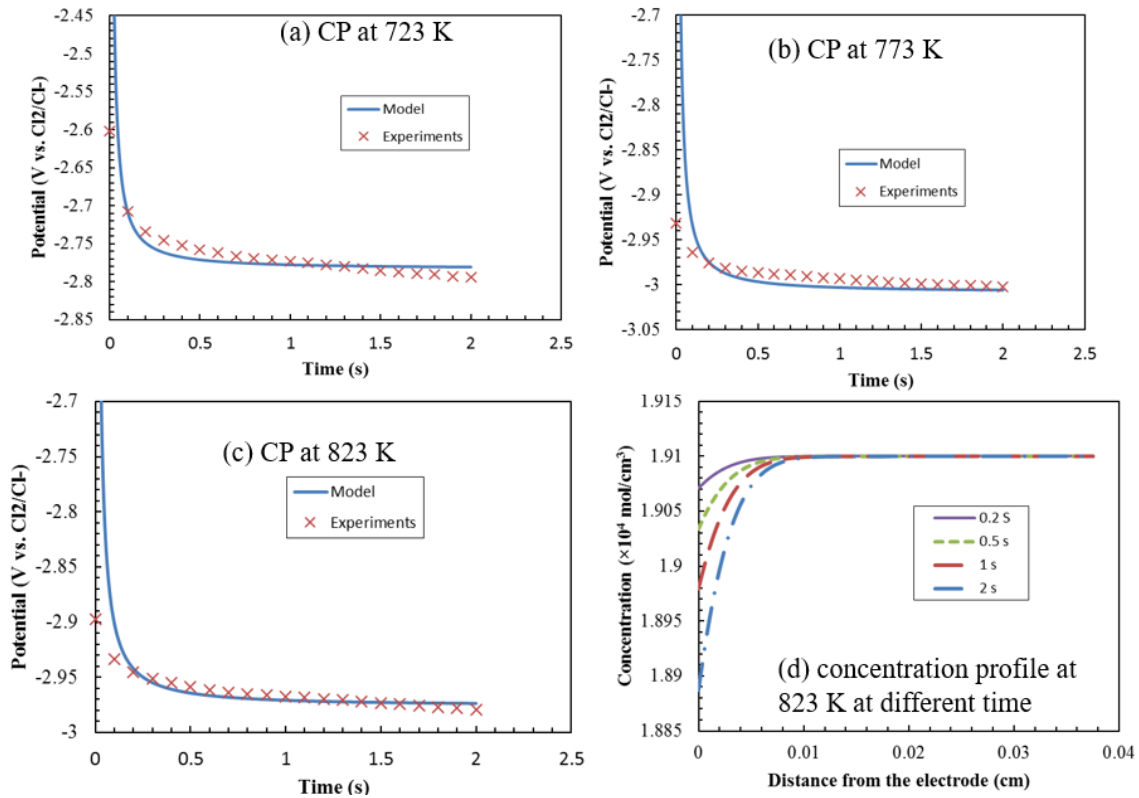 (a) CP at 723 K
-2.45
-2.5
-2.55
-2.6
-2.65
-2.7
-2.75
-2.8
-2.85
Potential (V vs. Cl2/Cl-)
Model
Experiments
0
0.5
1
1.5
2
2.5
Time (s)
(b) CP at 773 K
-2.7
-2.75
-2.8
-2.85
-2.9
-2.95
-3
-3.05
Potential (V vs. Cl2/Cl-)
Model
Experiments
0
0.5
1
1.5
2
2.5
Time (s)
(c) CP at 823 K
-2.7
-2.75
-2.8
-2.85
-2.9
-2.95
-3
Potential (V vs. Cl2/Cl-)
Model
Experiments
0
0.5
1
1.5
2
2.5
Time (s)
1.915
1.91
1.905
1.9
1.895
1.89
1.885
Concentration (×10⁴ mol/cm³)
0.2 S
0.5 s
1 s
2 s
(d) concentration profile at
823 K at different time
0
0.01
0.02
0.03
0.04
Distance from the electrode (cm)